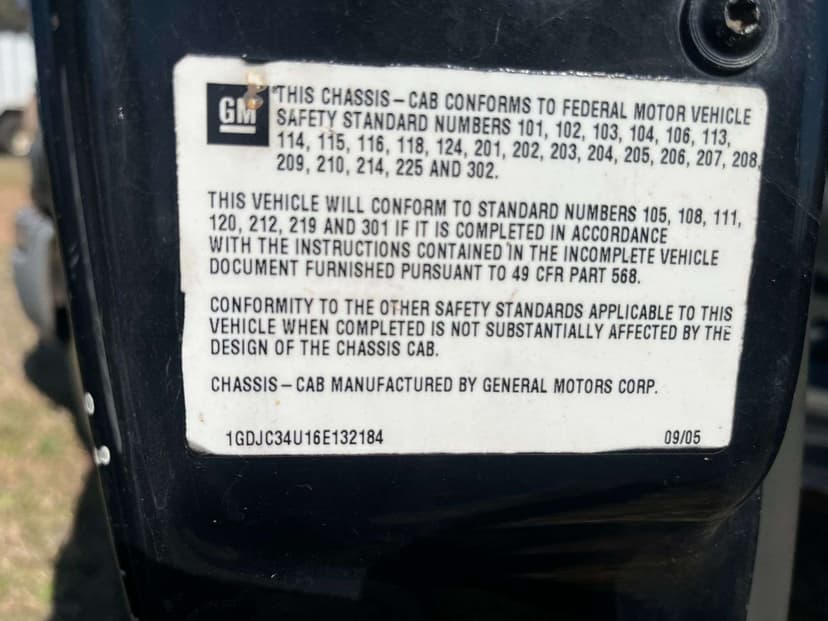 GM
THIS CHASSIS-CAB CONFORMS TO FEDERAL MOTOR VEHICLE
SAFETY STANDARD NUMBERS 101, 102, 103, 104, 106, 113,
114, 115, 116, 118, 124, 201, 202, 203, 204, 205, 206, 207, 208,
209, 210, 214, 225 AND 302.
THIS VEHICLE WILL CONFORM TO STANDARD NUMBERS 105, 108, 111,
120, 212, 219 AND 301 IF IT IS COMPLETED IN ACCORDANCE
WITH THE INSTRUCTIONS CONTAINED IN THE INCOMPLETE VEHICLE
DOCUMENT FURNISHED PURSUANT TO 49 CFR PART 568.
CONFORMITY TO THE OTHER SAFETY STANDARDS APPLICABLE TO THIS
VEHICLE WHEN COMPLETED IS NOT SUBSTANTIALLY AFFECTED BY THE
DESIGN OF THE CHASSIS CAB.
CHASSIS-CAB MANUFACTURED BY GENERAL MOTORS CORP.
1GDJC34U16E132184 09/05